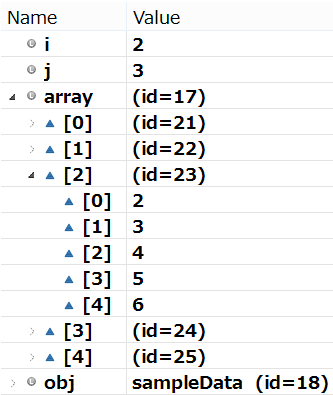 Name Value
i 2
j 3
array (id=17)
[0] (id=21)
[1] (id=22)
[2] (id=23)
[0] 2
[1] 3
[2] 4
[3] 5
[4] 6
[3] (id=24)
[4] (id=25)
obj sampleData (id=18)